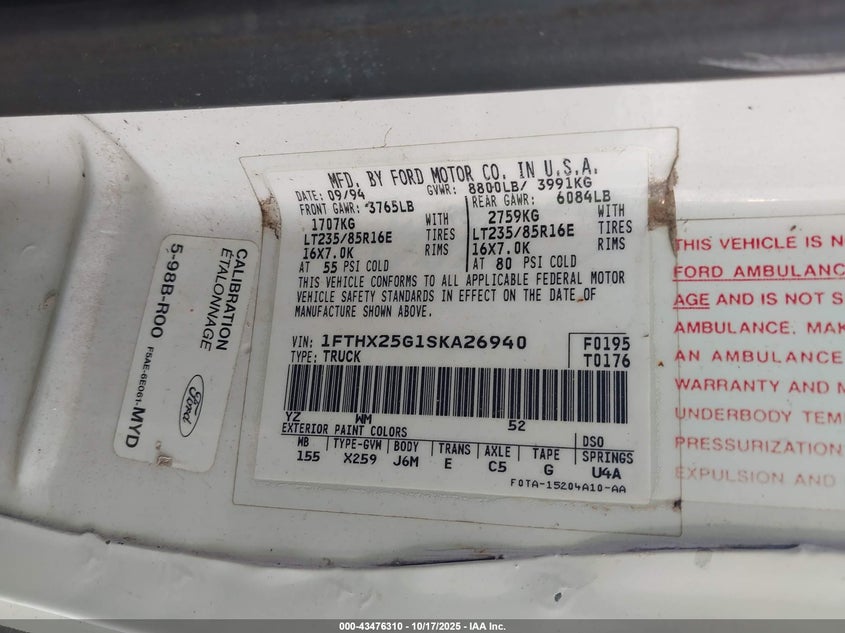 MFD. BY FORD MOTOR CO. IN U.S.A.
DATE: 09/94 GVWR: 8800LB/ 3991KG
FRONT GAWR: 3765LB REAR GAWR: 6084LB
1707KG WITH 2759KG WITH
LT235/85R16E TIRES LT235/85R16E TIRES
16X7.0K RIMS 16X7.0K RIMS
AT 55 PSI COLD AT 80 PSI COLD
THIS VEHICLE CONFORMS TO ALL APPLICABLE FEDERAL MOTOR
VEHICLE SAFETY STANDARDS IN EFFECT ON THE DATE OF
MANUFACTURE SHOWN ABOVE.
VIN: 1FTHX25G1SKA26940 F0195
TYPE: TRUCK T0176
YZ WM 52
EXTERIOR PAINT COLORS DSO
WB TYPE-GVW BODY TRANS AXLE TAPE SPRINGS
155 X259 J6M E C5 G U4A
F0TA-15204A10-AA
CALIBRATION
ÉTALONNAGE
5-98B-R00
F5AE-6E061-MYD
Ford
THIS VEHICLE IS N
FORD AMBULANC
AGE AND IS NOT S
AMBULANCE. MAK
AN AMBULANCE
WARRANTY AND M
UNDERBODY TEM
PRESSURIZATION
EXPULSION AND
000-43476310 - 10/17/2025 - IAA Inc.